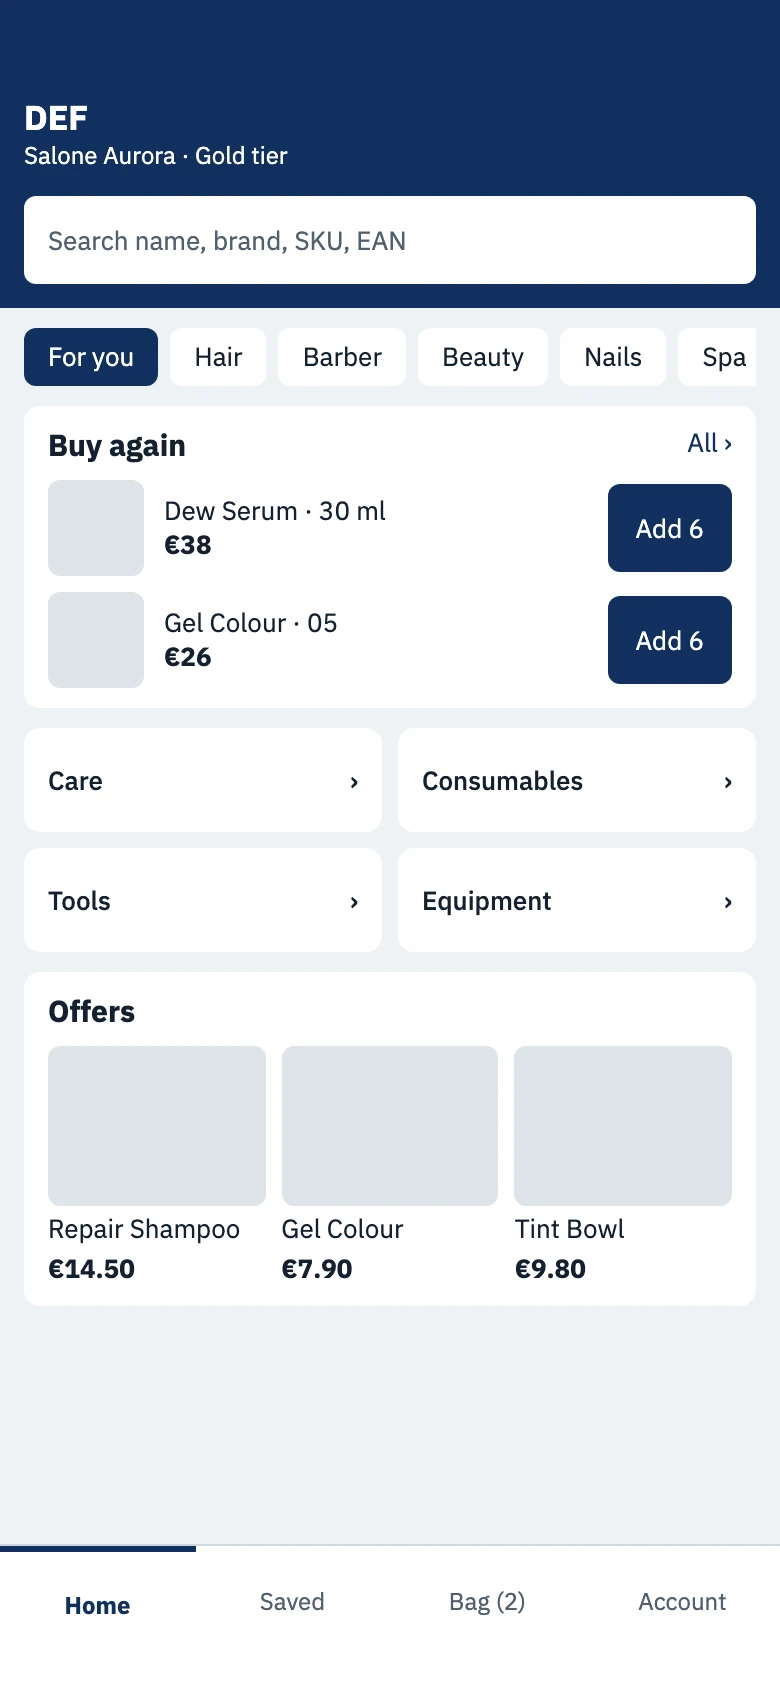 DEF
Salone Aurora · Gold tier
Search name, brand, SKU, EAN
For you
Hair
Barber
Beauty
Nails
Spa
Buy again
All ›
Dew Serum · 30 ml
€38
Add 6
Gel Colour · 05
€26
Add 6
Care ›
Consumables ›
Tools ›
Equipment ›
Offers
Repair Shampoo
€14.50
Gel Colour
€7.90
Tint Bowl
€9.80
Home
Saved
Bag (2)
Account